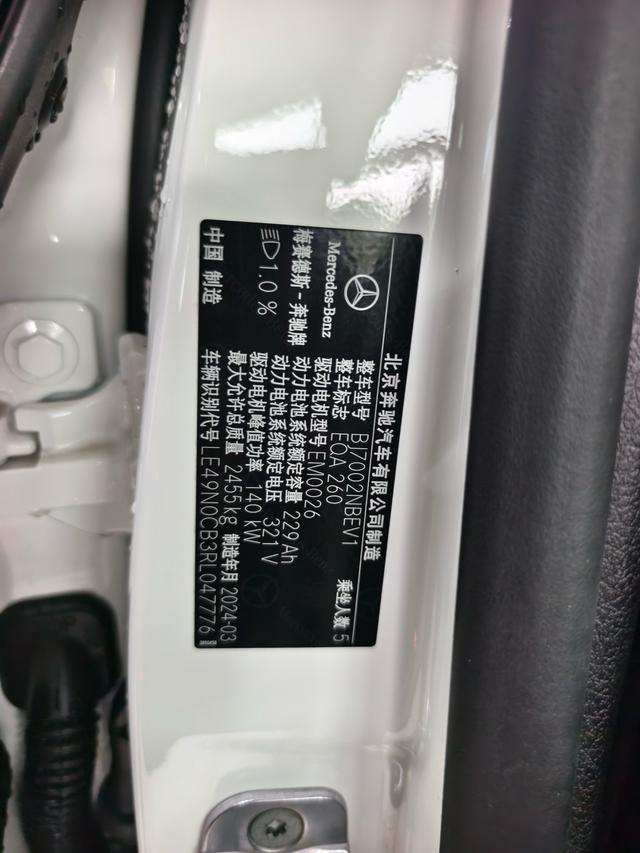 北京奔驰汽车有限公司制造
Mercedes-Benz
梅赛德斯-奔驰牌
1.0 %
中国 制造
整车型号 BJ7002NBEV1
整车标志 EQA 260 乘坐人数 5
驱动电机型号 EM0026
动力电池系统额定容量 229Ah
动力电池系统额定电压 321V
驱动电机峰值功率 140 kW
最大允许总质量 2455kg 制造年月 2024-03
车辆识别代号 LE49N0CB3RL047776